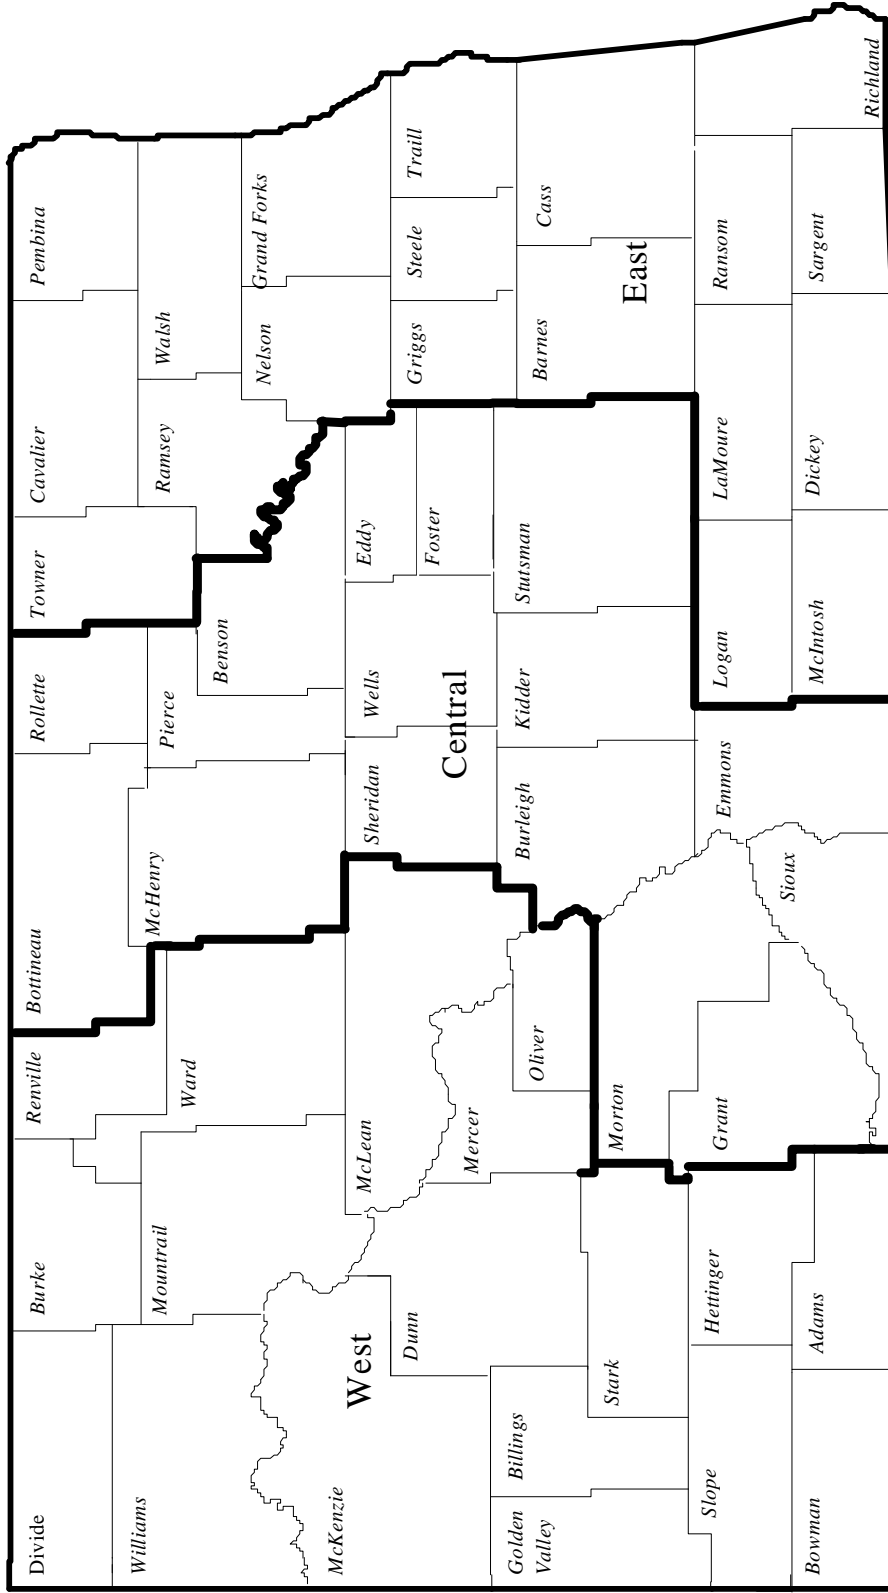 Divide
Burke
Renville
Bottineau
Rollette
Towner
Cavalier
Pembina
Williams
Mountrail
Ward
McHenry
Pierce
Ramsey
Walsh
Benson
Nelson
Grand Forks
McKenzie
West
McLean
Sheridan
Wells
Eddy
Dunn
Griggs
Steele
Traill
Foster
Mercer
Central
Golden
Valley
Billings
Oliver
Burleigh
Kidder
Stutsman
Barnes
Cass
East
Stark
Morton
Slope
Hettinger
Grant
Emmons
Logan
LaMoure
Ransom
Richland
Sioux
Bowman
Adams
McIntosh
Dickey
Sargent